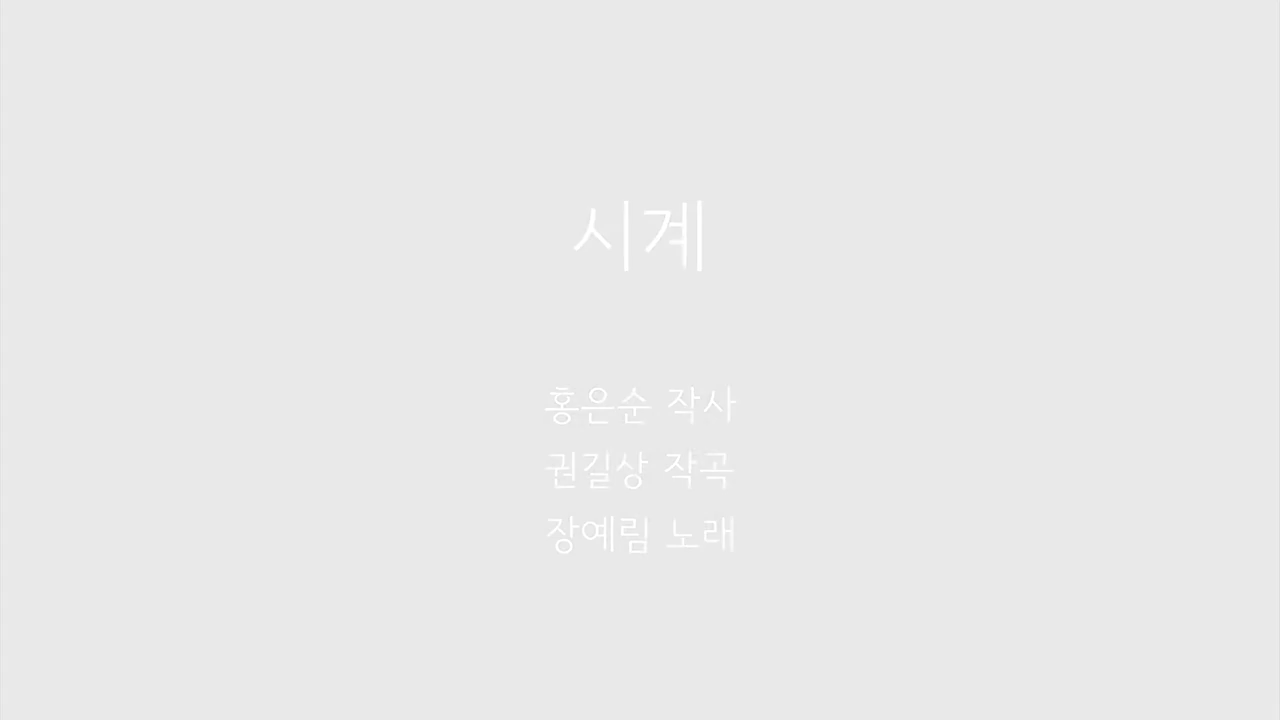 시계
홍은순 작사
권길상 작곡
장예림 노래